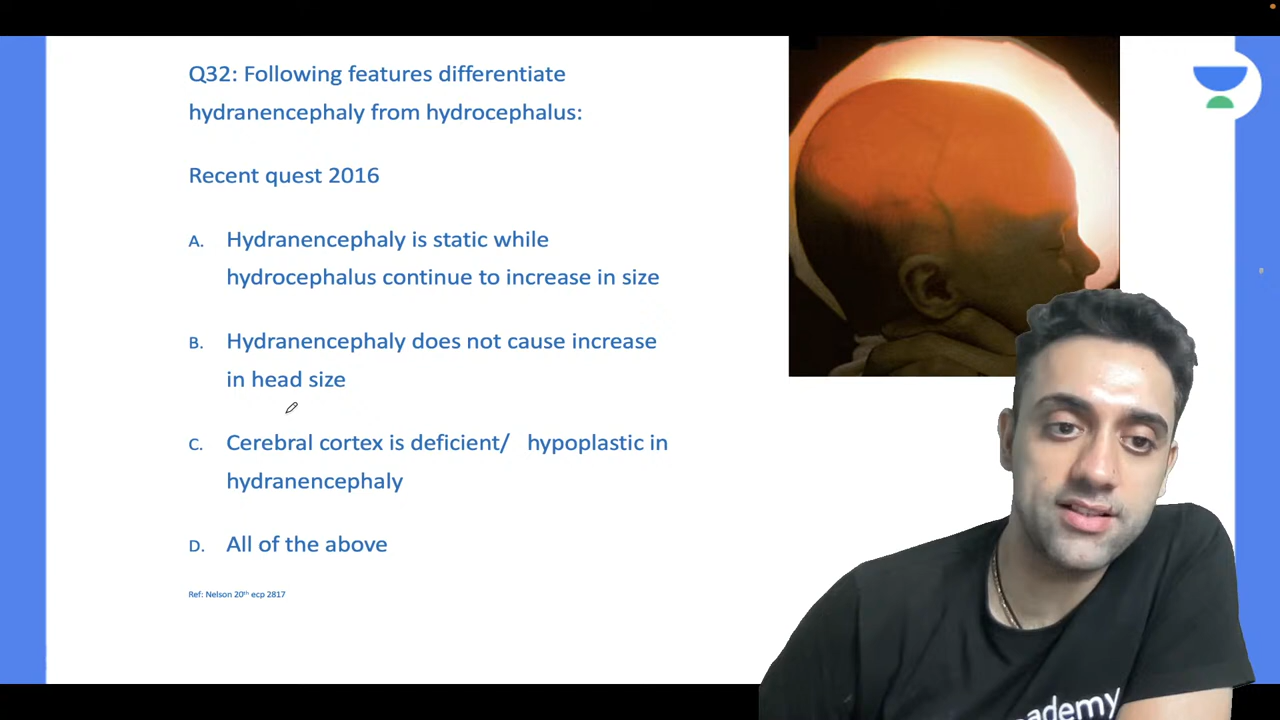 Q32: Following features differentiate
hydranencephaly from hydrocephalus:
Recent quest 2016
A. Hydranencephaly is static while
hydrocephalus continue to increase in size
B. Hydranencephaly does not cause increase
in head size
C. Cerebral cortex is deficient/ hypoplastic in
hydranencephaly
D. All of the above
Ref: Nelson 20th ecp 2817
ademy